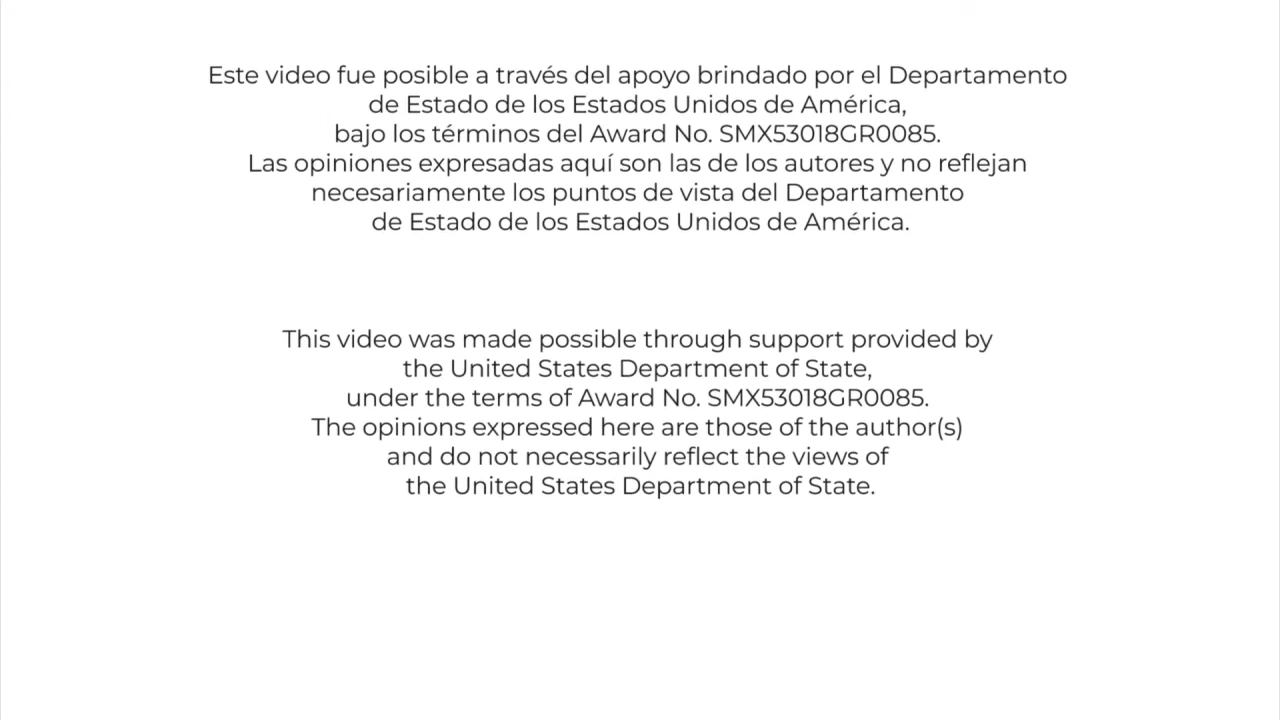 Este video fue posible a través del apoyo brindado por el Departamento
de Estado de los Estados Unidos de América,
bajo los términos del Award No. SMX53018GR0085.
Las opiniones expresadas aquí son las de los autores y no reflejan
necesariamente los puntos de vista del Departamento
de Estado de los Estados Unidos de América.
This video was made possible through support provided by
the United States Department of State,
under the terms of Award No. SMX53018GR0085.
The opinions expressed here are those of the author(s)
and do not necessarily reflect the views of
the United States Department of State.